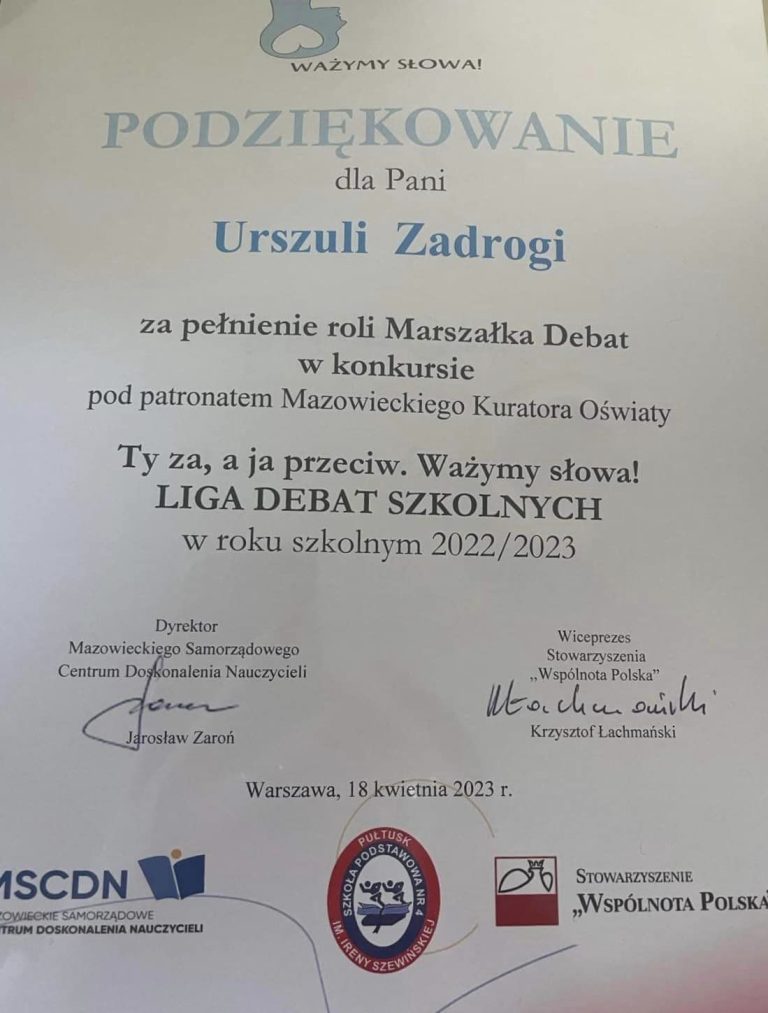 WAŻYMY SŁOWA!
PODZIĘKOWANIE
dla Pani
Urszuli Zadrogi
za pełnienie roli Marszałka Debat
w konkursie
pod patronatem Mazowieckiego Kuratora Oświaty
Ty za, a ja przeciw. Ważymy słowa!
LIGA DEBAT SZKOLNYCH
w roku szkolnym 2022/2023
Dyrektor
Mazowieckiego Samorządowego
Centrum Doskonalenia Nauczycieli
Jarosław Zaroń
Wiceprezes
Stowarzyszenia
„Wspólnota Polska”
Krzysztof Łachmański
Warszawa, 18 kwietnia 2023 r.
MSCDN
ZOWIECKIE SAMORZĄDOWE
TRUM DOSKONALENIA NAUCZYCIELI
PUŁTUSK
SZKOŁA PODSTAWOWA NR 4
IM. IRENY SZEWIŃSKIEJ
STOWARZYSZENIE
„WSPÓLNOTA POLSKA”